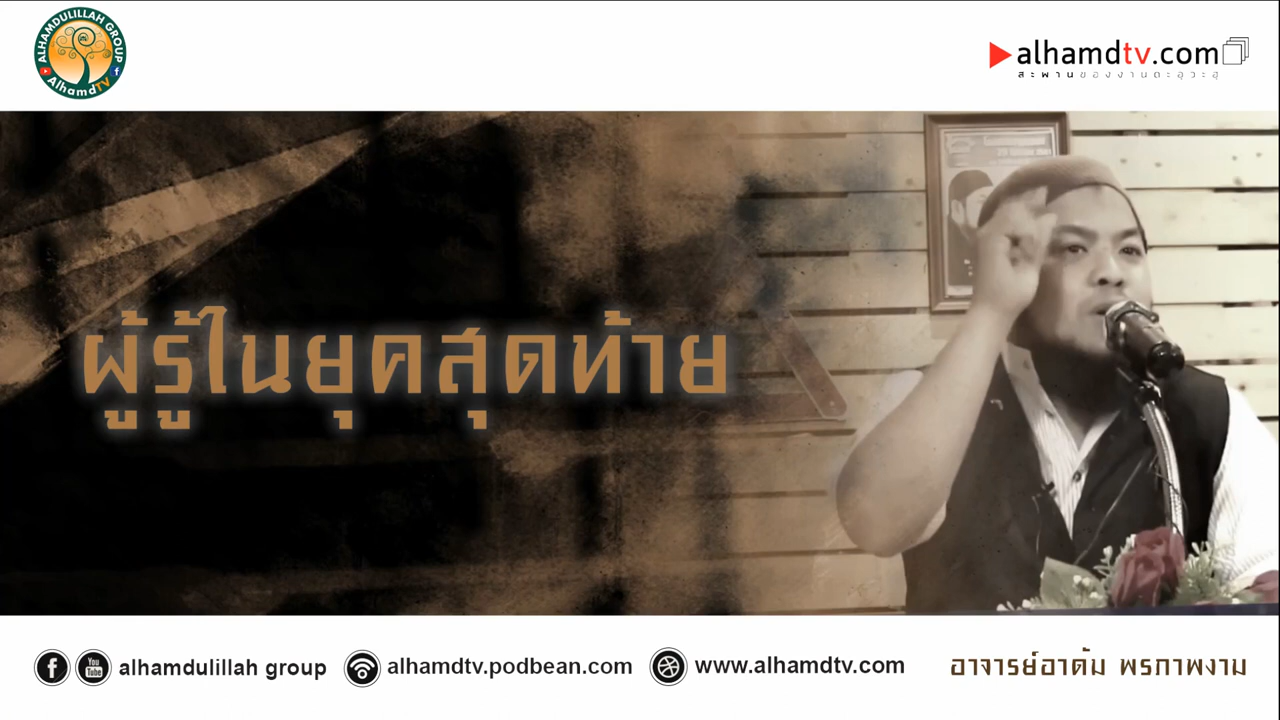 ALHAMDULILLAH GROUP
AlhamdTV
alhamdtv.com
สะพานของงานดะอฺวะฮฺ
ผู้รู้ในยุคสุดท้าย
f You Tube alhamdulillah group alhamdtv.podbean.com www.alhamdtv.com อาจารย์อาดัม พรภาพงาม